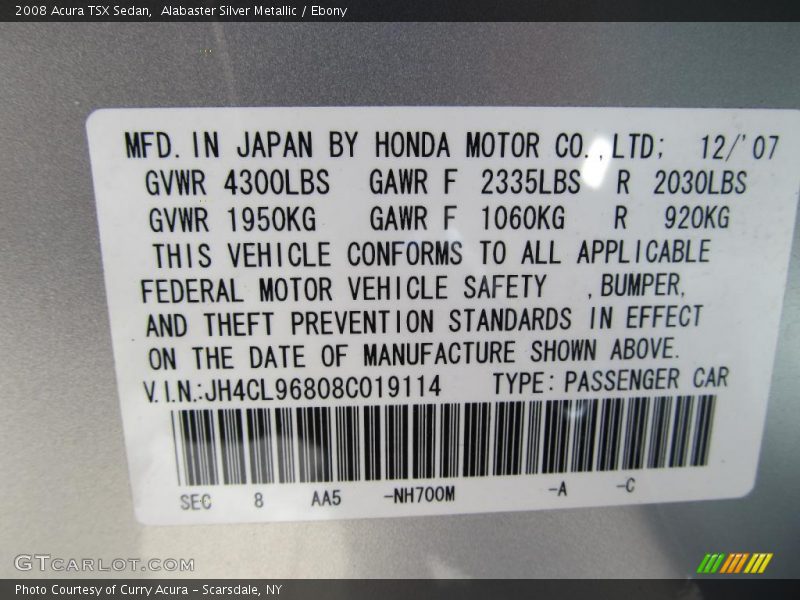 2008 Acura TSX Sedan,  Alabaster Silver Metallic / Ebony
MFD. IN JAPAN BY HONDA MOTOR CO.,LTD; 12/'07
GVWR 4300LBS GAWR F 2335LBS R 2030LBS
GVWR 1950KG GAWR F 1060KG R 920KG
THIS VEHICLE CONFORMS TO ALL APPLICABLE
FEDERAL MOTOR VEHICLE SAFETY ,BUMPER,
AND THEFT PREVENTION STANDARDS IN EFFECT
ON THE DATE OF MANUFACTURE SHOWN ABOVE.
V.I.N.:JH4CL96808C019114 TYPE: PASSENGER CAR
SEC 8 AA5 -NH700M -A -C
GTCARLOT.COM
Photo Courtesy of Curry Acura – Scarsdale, NY